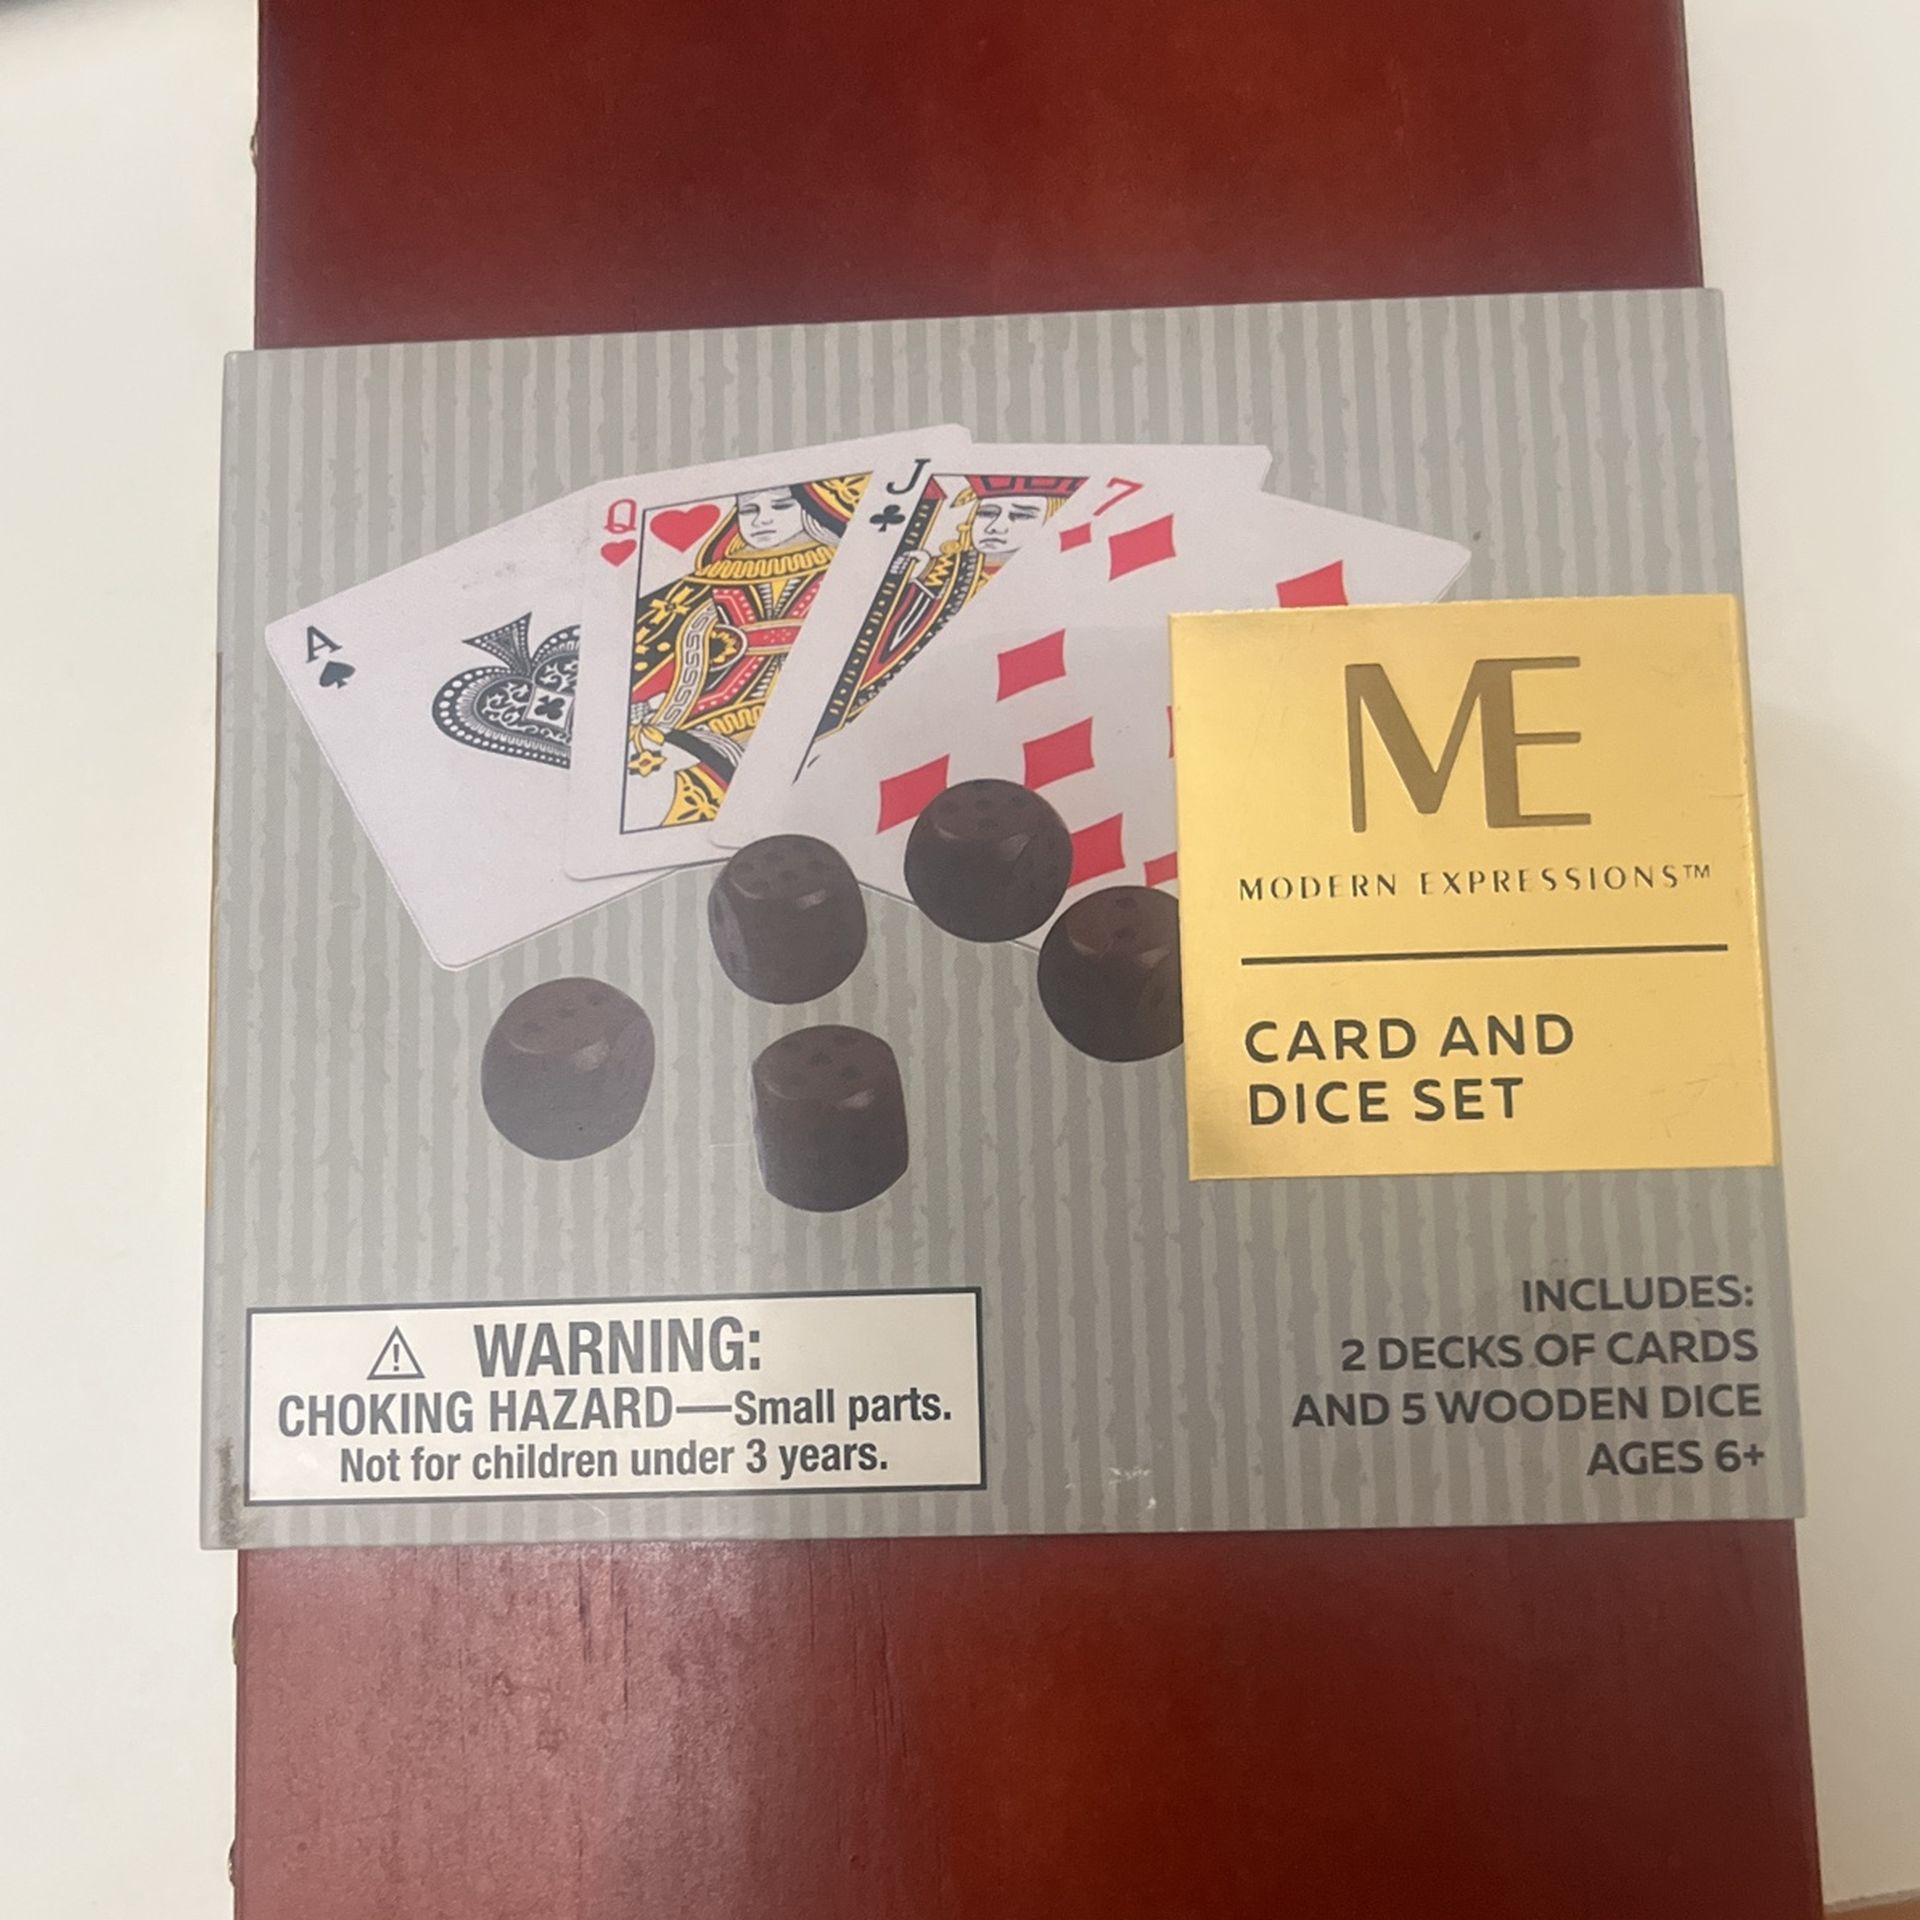 A
Q
J
7
ME
MODERN EXPRESSIONS™
CARD AND
DICE SET
WARNING:
CHOKING HAZARD—Small parts.
Not for children under 3 years.
INCLUDES:
2 DECKS OF CARDS
AND 5 WOODEN DICE
AGES 6+